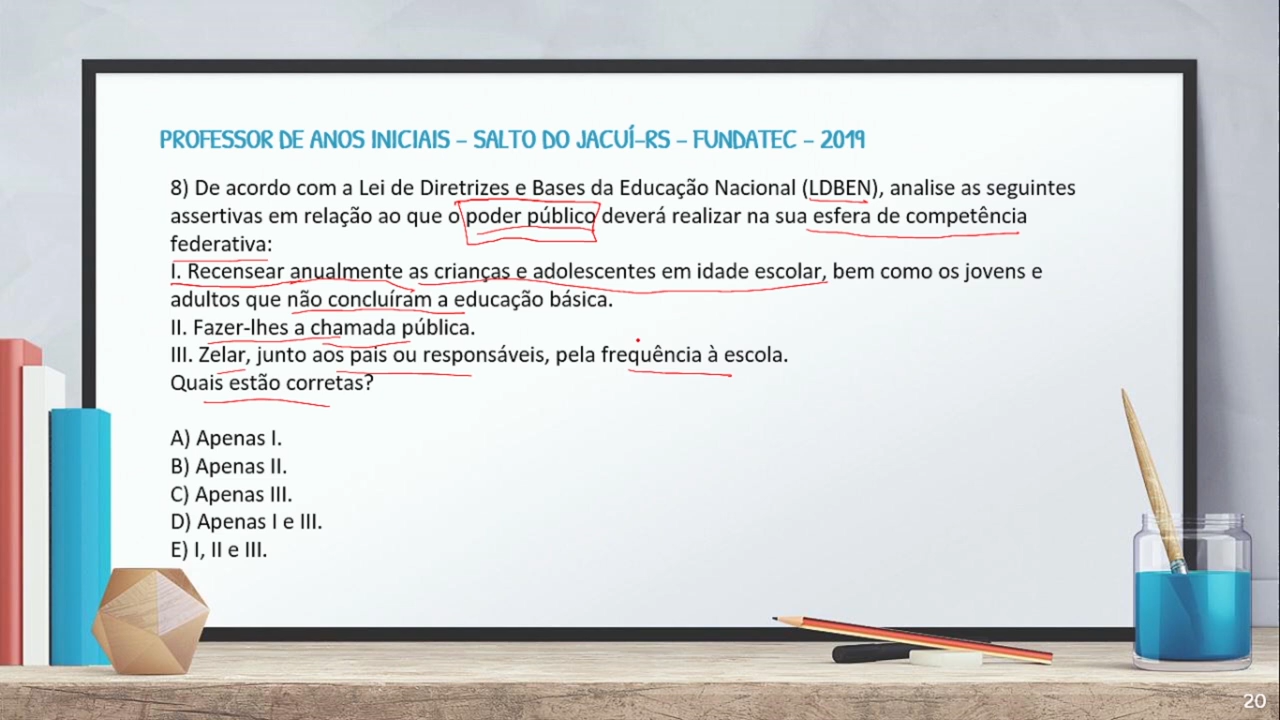 PROFESSOR DE ANOS INICIAIS – SALTO DO JACUÍ-RS – FUNDATEC – 2019
8) De acordo com a Lei de Diretrizes e Bases da Educação Nacional (LDBEN), analise as seguintes
assertivas em relação ao que o poder público deverá realizar na sua esfera de competência
federativa:
I. Recensear anualmente as crianças e adolescentes em idade escolar, bem como os jovens e
adultos que não concluíram a educação básica.
II. Fazer-lhes a chamada pública.
III. Zelar, junto aos pais ou responsáveis, pela frequência à escola.
Quais estão corretas?
A) Apenas I.
B) Apenas II.
C) Apenas III.
D) Apenas I e III.
E) I, II e III.
20